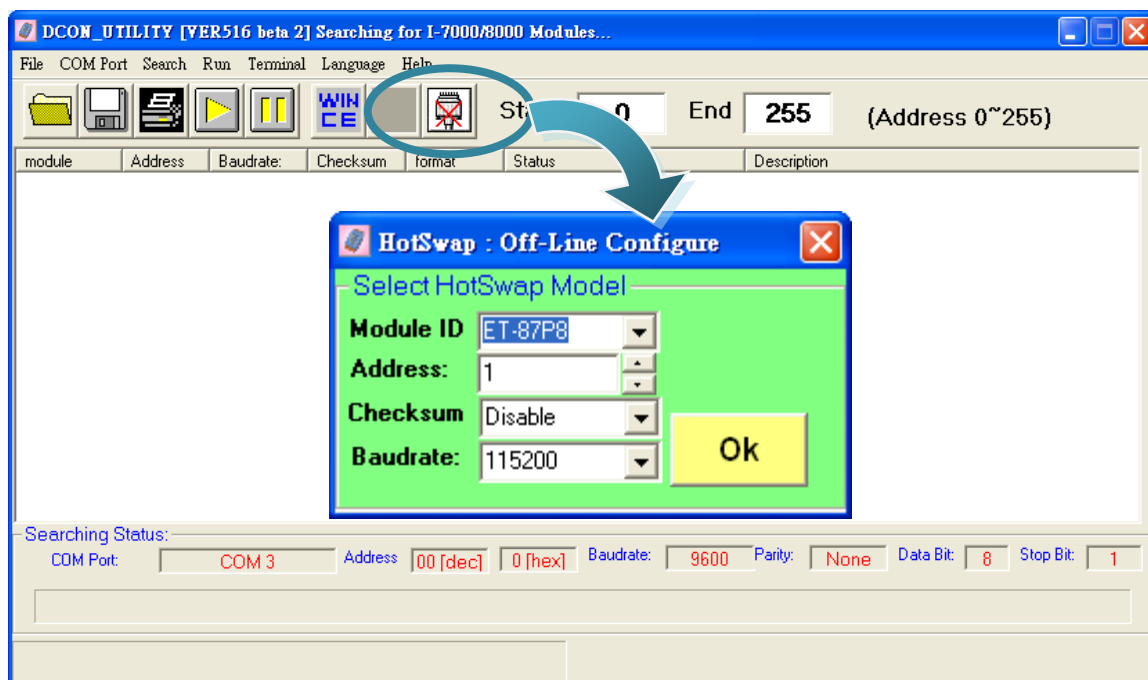 DCON_UTILITY [VER516 beta 2] Searching for I-7000/8000 Modules...
File COM Port Search Run Terminal Language Help
WIN
CE
0 End 255 (Address 0~255)
module Address Baudrate: Checksum format Status Description
HotSwap : Off-Line Configure
Select HotSwap Model
Module ID ET-87P8
Address: 1
Checksum Disable
Baudrate: 115200
Ok
Searching Status:
COM Port: COM 3 Address 00 [dec] 0 [hex] Baudrate: 9600 Parity: None Data Bit: 8 Stop Bit: 1